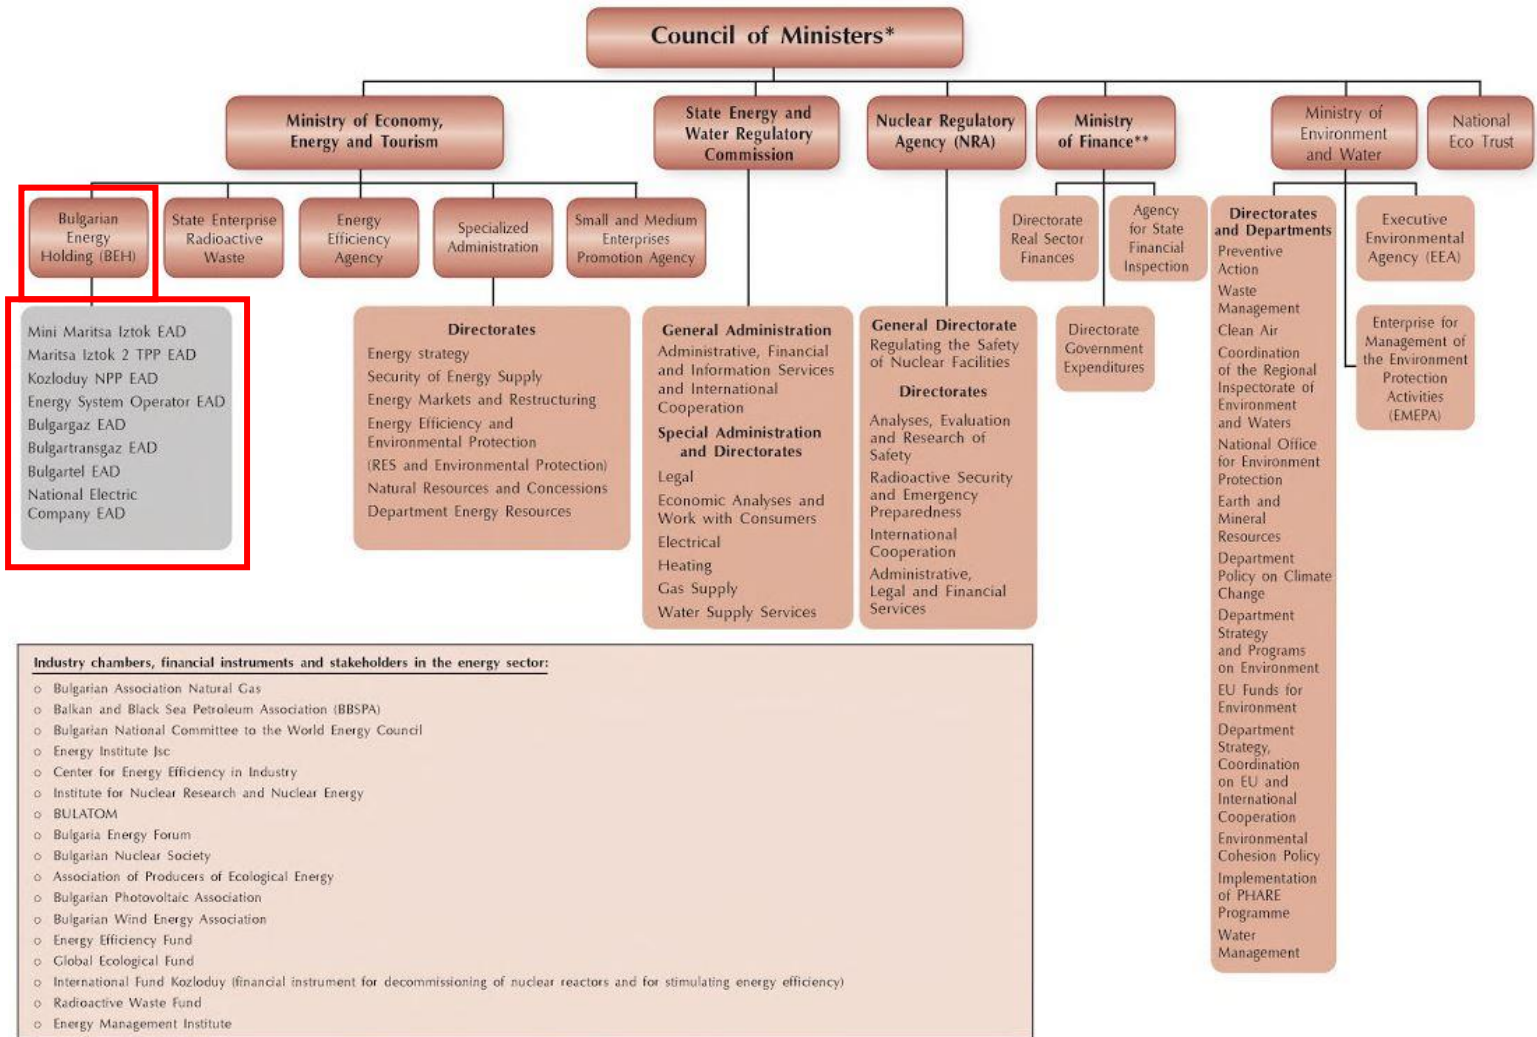 Council of Ministers*
Ministry of Economy,
Energy and Tourism
State Energy and
Water Regulatory
Commission
Nuclear Regulatory
Agency (NRA)
Ministry
of Finance**
Ministry of
Environment
and Water
National
Eco Trust
Bulgarian
Energy
Holding (BEH)
State Enterprise
Radioactive
Waste
Energy
Efficiency
Agency
Specialized
Administration
Small and Medium
Enterprises
Promotion Agency
Directorate
Real Sector
Finances
Agency
for State
Financial
Inspection
Directorate
Government
Expenditures
Executive
Environmental
Agency (EEA)
Enterprise for
Management of
the Environment
Protection
Activities
(EMEPA)
Mini Maritsa Iztok EAD
Maritsa Iztok 2 TPP EAD
Kozloduy NPP EAD
Energy System Operator EAD
Bulgargaz EAD
Bulgartransgaz EAD
Bulgartel EAD
National Electric
Company EAD
Directorates
Energy strategy
Security of Energy Supply
Energy Markets and Restructuring
Energy Efficiency and
Environmental Protection
(RES and Environmental Protection)
Natural Resources and Concessions
Department Energy Resources
General Administration
Administrative, Financial
and Information Services
and International
Cooperation
Special Administration
and Directorates
Legal
Economic Analyses and
Work with Consumers
Electrical
Heating
Gas Supply
Water Supply Services
General Directorate
Regulating the Safety
of Nuclear Facilities
Directorates
Analyses, Evaluation
and Research of
Safety
Radioactive Security
and Emergency
Preparedness
International
Cooperation
Administrative,
Legal and Financial
Services
Directorates
and Departments
Preventive
Action
Waste
Management
Clean Air
Coordination
of the Regional
Inspectorate of
Environment
and Waters
National Office
for Environment
Protection
Earth and
Mineral
Resources
Department
Policy on Climate
Change
Department
Strategy
and Programs
on Environment
EU Funds for
Environment
Department
Strategy,
Coordination
on EU and
International
Cooperation
Environmental
Cohesion Policy
Implementation
of PHARE
Programme
Water
Management
Industry chambers, financial instruments and stakeholders in the energy sector:
o Bulgarian Association Natural Gas
o Balkan and Black Sea Petroleum Association (BBSPA)
o Bulgarian National Committee to the World Energy Council
o Energy Institute Jsc
o Center for Energy Efficiency in Industry
o Institute for Nuclear Research and Nuclear Energy
o BULATOM
o Bulgaria Energy Forum
o Bulgarian Nuclear Society
o Association of Producers of Ecological Energy
o Bulgarian Photovoltaic Association
o Bulgarian Wind Energy Association
o Energy Efficiency Fund
o Global Ecological Fund
o International Fund Kozloduy (financial instrument for decommissioning of nuclear reactors and for stimulating energy efficiency)
o Radioactive Waste Fund
o Energy Management Institute